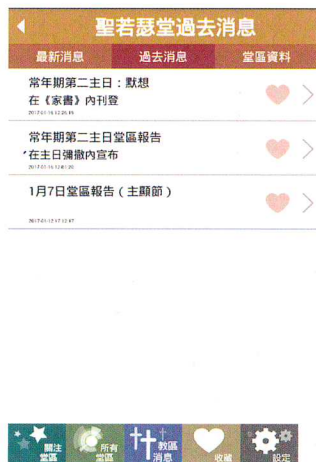 聖若瑟堂過去消息
最新消息 過去消息 堂區資料
常年期第二主日：默想
在《家書》內刊登
常年期第二主日堂區報告
在主日彌撒內宣布
1月7日堂區報告（主顯節）
關注
堂區
所有
堂區
教區
消息
收藏
設定